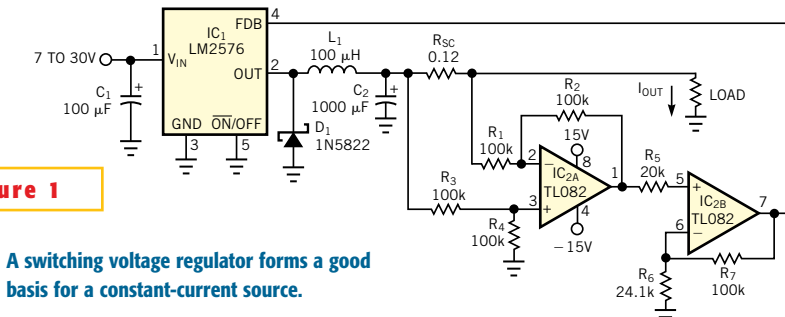 4
FDB
IC1
LM2576
7 TO 30V
1
VIN
OUT
2
L1
100 µH
RSC
0.12
C1
100 µF
+
C2
1000 µF
+
GND
ON/OFF
3
5
D1
1N5822
R2
100k
IOUT
LOAD
R1
100k
15V
2
−
8
IC2A
TL082
1
R3
100k
3
+
4
−15V
R4
100k
R5
20k
5
+
IC2B
TL082
7
6
−
R6
24.1k
R7
100k
ure 1
A switching voltage regulator forms a good
basis for a constant-current source.